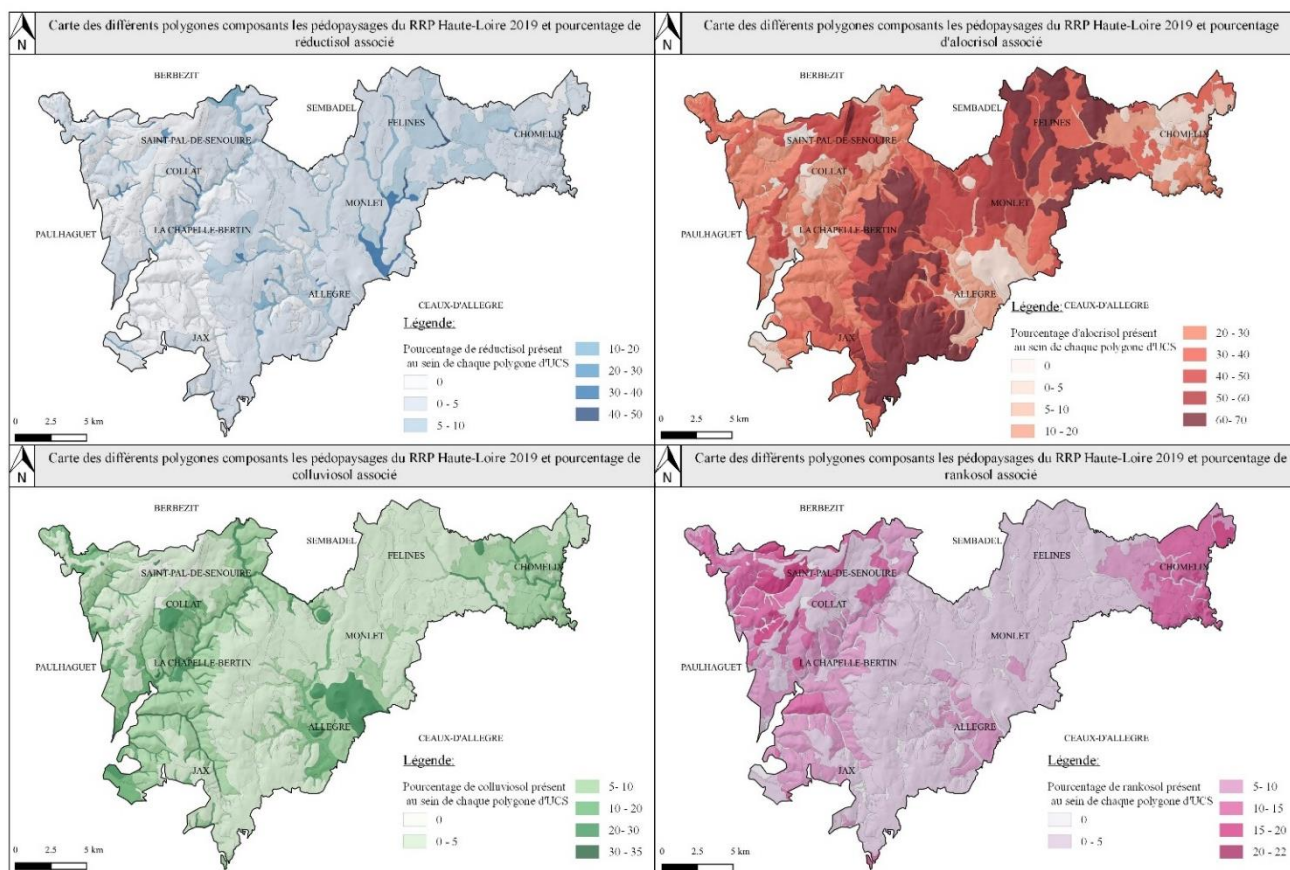 N
Carte des différents polygones composants les pédopaysages du RRP Haute-Loire 2019 et pourcentage de
réductisol associé
BERBEZIT
SEMBADEL
FELINES
CHOMELIX
SAINT-PAL-DE-SENOUIRE
COLLAT
MONLET
PAULHAGUET
LA CHAPELLE-BERTIN
ALLEGRE
CEAUX-D'ALLEGRE
JAX
Légende:
Pourcentage de réductisol présent
au sein de chaque polygone d'UCS
0
0 - 5
5 - 10
10 - 20
20 - 30
30 - 40
40 - 50
0 2.5 5 km
N
Carte des différents polygones composants les pédopaysages du RRP Haute-Loire 2019 et pourcentage
d'alocrisol associé
BERBEZIT
SEMBADEL
FELINES
CHOMELIX
SAINT-PAL-DE-SENOUIRE
COLLAT
MONLET
PAULHAGUET
LA CHAPELLE-BERTIN
ALLEGRE
JAX
Légende: CEAUX-D'ALLEGRE
Pourcentage d'alocrisol présent
au sein de chaque polygone d'UCS
0
0- 5
5- 10
10 - 20
20 - 30
30 - 40
40 - 50
50 - 60
60- 70
0 2.5 5 km
N
Carte des différents polygones composants les pédopaysages du RRP Haute-Loire 2019 et pourcentage de
colluviosol associé
BERBEZIT
SEMBADEL
FELINES
CHOMELIX
SAINT-PAL-DE-SENOUIRE
COLLAT
MONLET
PAULHAGUET
LA CHAPELLE-BERTIN
ALLEGRE
CEAUX-D'ALLEGRE
JAX
Légende:
Pourcentage de colluviosol présent
au sein de chaque polygone d'UCS
0
0 - 5
5- 10
10 - 20
20 - 30
30 - 35
0 2.5 5 km
N
Carte des différents polygones composants les pédopaysages du RRP Haute-Loire 2019 et pourcentage de
rankosol associé
BERBEZIT
SEMBADEL
FELINES
CHOMELIX
SAINT-PAL-DE-SENOUIRE
COLLAT
MONLET
PAULHAGUET
LA CHAPELLE-BERTIN
ALLEGRE
CEAUX-D'ALLEGRE
JAX
Légende:
Pourcentage de rankosol présent
au sein de chaque polygone d'UCS
0
0 - 5
5- 10
10- 15
15 - 20
20 - 22
0 2.5 5 km